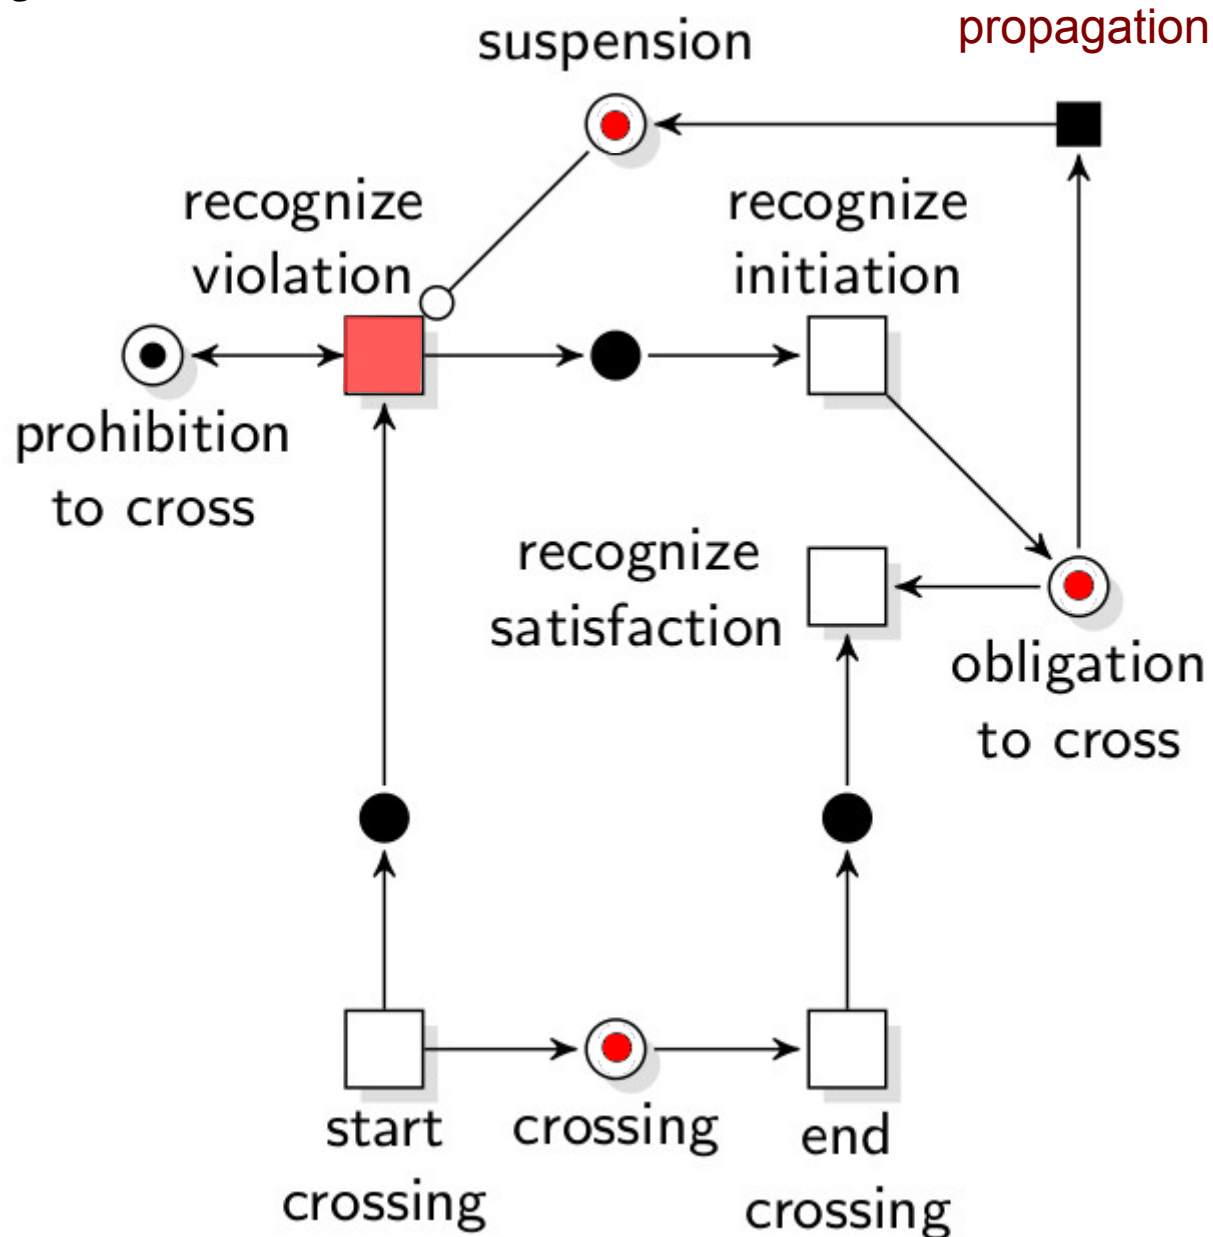 propagation
suspension
recognize
violation
recognize
initiation
prohibition
to cross
recognize
satisfaction
obligation
to cross
start
crossing
crossing
end
crossing